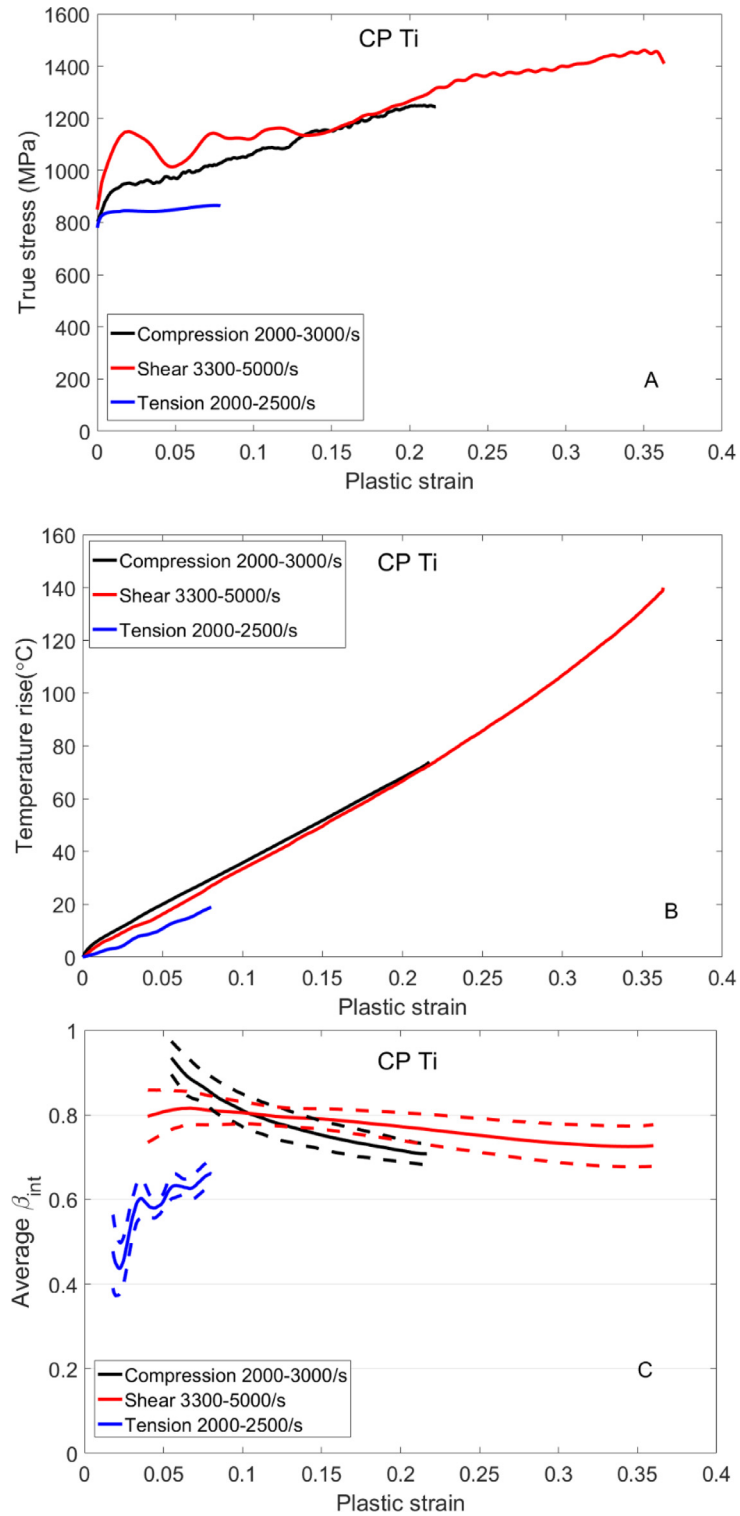 CP Ti
1600
1400
1200
1000
800
600
400
200
0
True stress (MPa)
Compression 2000-3000/s
Shear 3300-5000/s
Tension 2000-2500/s
A
0 0.05 0.1 0.15 0.2 0.25 0.3 0.35 0.4
Plastic strain
CP Ti
160
140
120
100
80
60
40
20
0
Temperature rise(°C)
Compression 2000-3000/s
Shear 3300-5000/s
Tension 2000-2500/s
B
0 0.05 0.1 0.15 0.2 0.25 0.3 0.35 0.4
Plastic strain
CP Ti
1
0.8
0.6
0.4
0.2
0
Average βint
Compression 2000-3000/s
Shear 3300-5000/s
Tension 2000-2500/s
C
0 0.05 0.1 0.15 0.2 0.25 0.3 0.35 0.4
Plastic strain